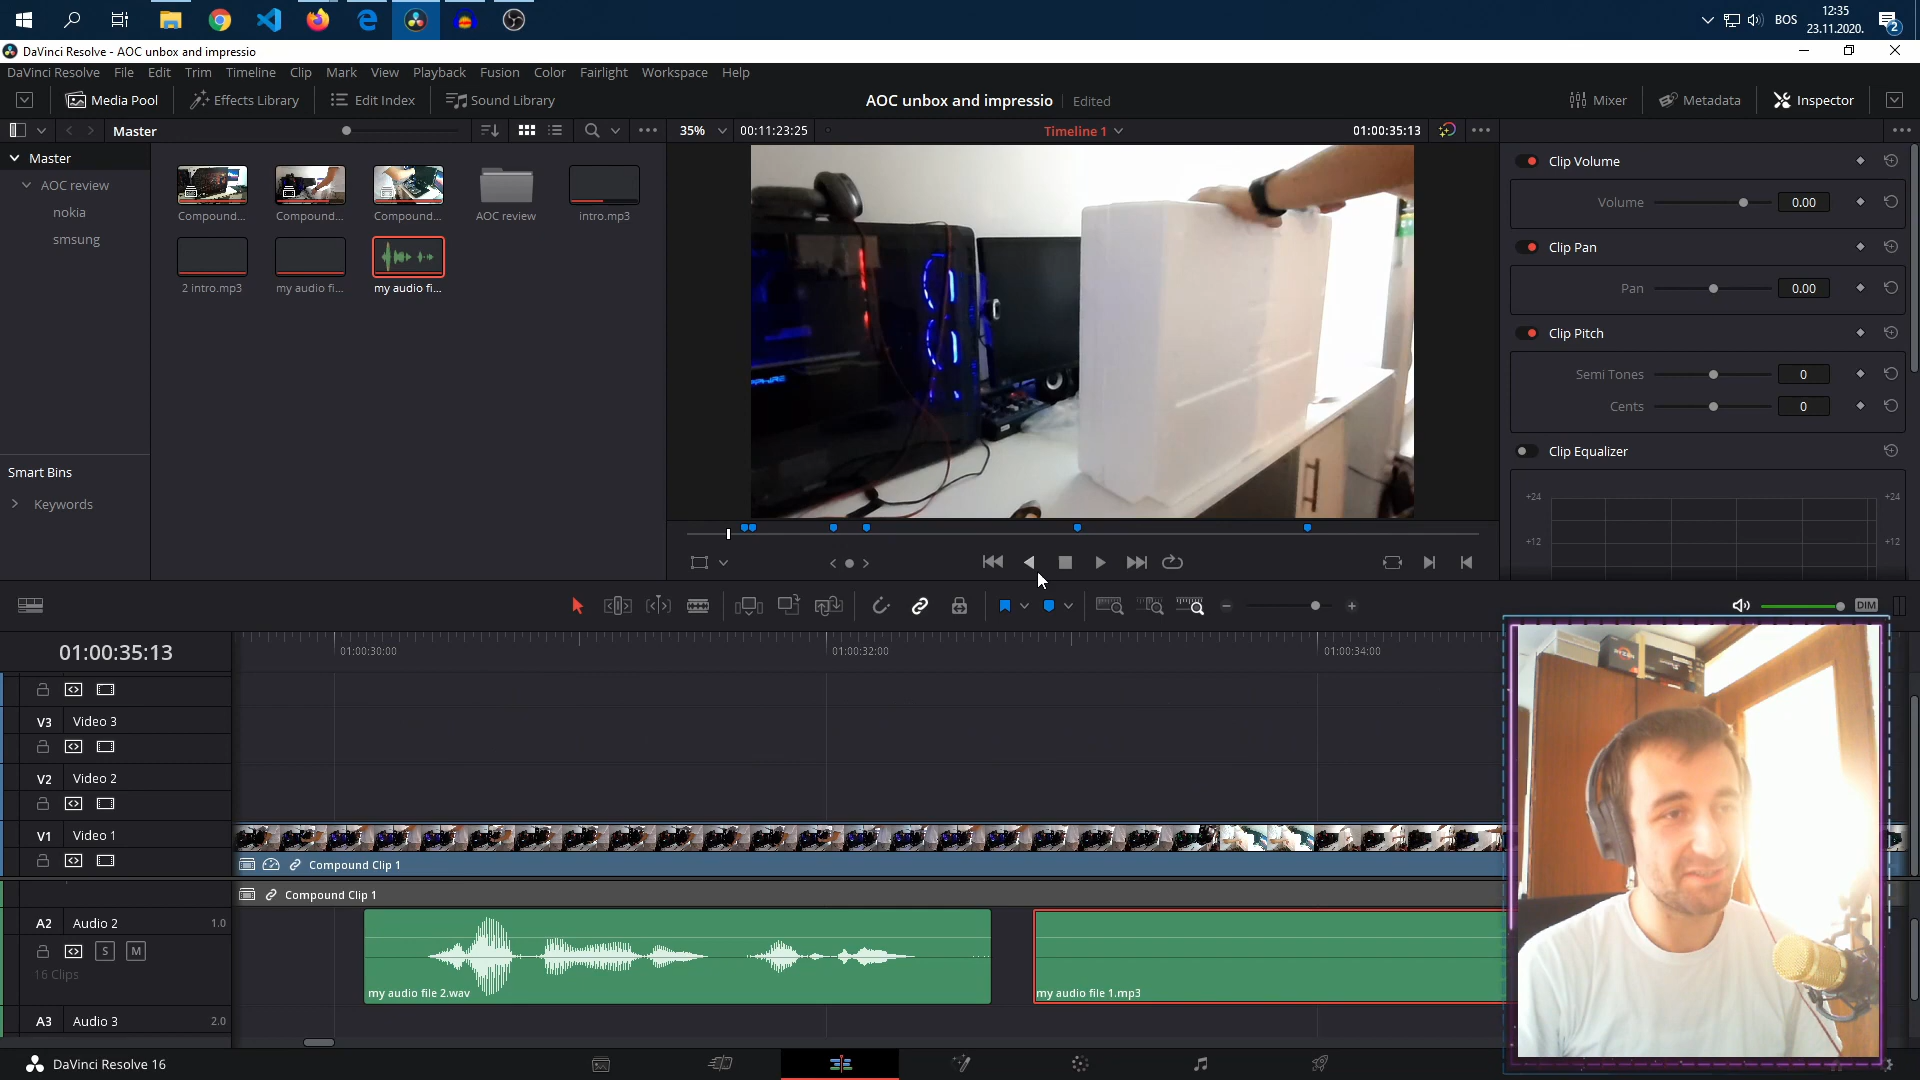 BOS
12:35
23.11.2020.
2
DaVinci Resolve - AOC unbox and impressio
DaVinci Resolve File Edit Trim Timeline Clip Mark View Playback Fusion Color Fairlight Workspace Help
Media Pool Effects Library Edit Index Sound Library
AOC unbox and impressio Edited
Mixer Metadata Inspector
Master
35% 00:11:23:25 Timeline 1 01:00:35:13
Master
AOC review
nokia
smsung
Compound... Compound... Compound... AOC review intro.mp3
2 intro.mp3 my audio fi... my audio fi...
Smart Bins
Keywords
Clip Volume
Volume 0.00
Clip Pan
Pan 0.00
Clip Pitch
Semi Tones 0
Cents 0
Clip Equalizer
+24 +24
+12 +12
DIM
01:00:35:13
01:00:30:00 01:00:32:00 01:00:34:00
V3 Video 3
V2 Video 2
V1 Video 1
Compound Clip 1
Compound Clip 1
A2 Audio 2 1.0
S M
16 Clips
my audio file 2.wav my audio file 1.mp3
A3 Audio 3 2.0
DaVinci Resolve 16
RYZEN